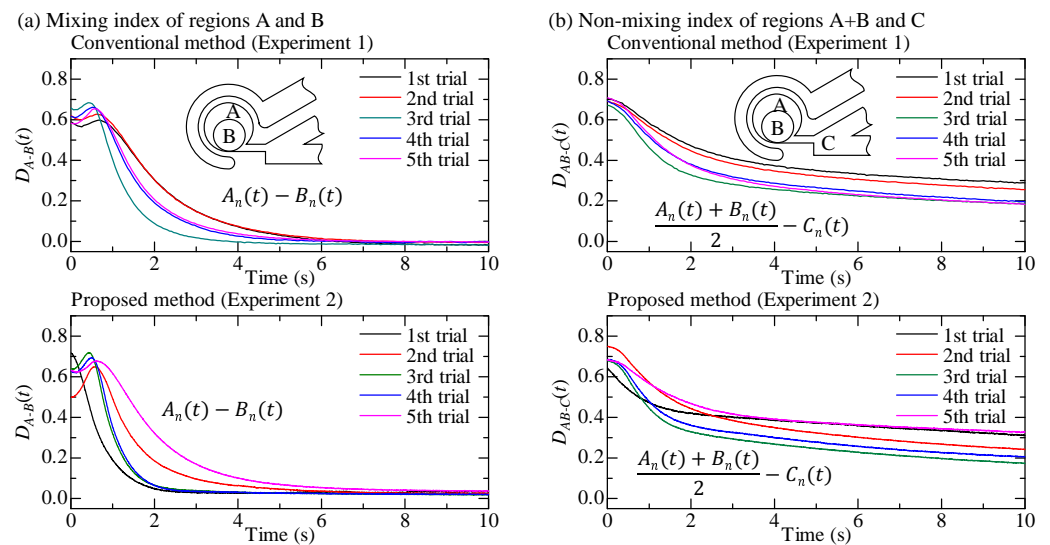 (a) Mixing index of regions A and B
Conventional method (Experiment 1)
0.8
0.6
0.4
0.2
0.0
D_{A-B}(t)
A
B
1st trial
2nd trial
3rd trial
4th trial
5th trial
A_n(t) − B_n(t)
0 2 4 6 8 10
Time (s)
Proposed method (Experiment 2)
0.8
0.6
0.4
0.2
0.0
D_{A-B}(t)
1st trial
2nd trial
3rd trial
4th trial
5th trial
A_n(t) − B_n(t)
0 2 4 6 8 10
Time (s)
(b) Non-mixing index of regions A+B and C
Conventional method (Experiment 1)
0.8
0.6
0.4
0.2
0.0
D_{AB-C}(t)
A
B
C
1st trial
2nd trial
3rd trial
4th trial
5th trial
A_n(t) + B_n(t)
2
− C_n(t)
0 2 4 6 8 10
Time (s)
Proposed method (Experiment 2)
0.8
0.6
0.4
0.2
0.0
D_{AB-C}(t)
1st trial
2nd trial
3rd trial
4th trial
5th trial
A_n(t) + B_n(t)
2
− C_n(t)
0 2 4 6 8 10
Time (s)